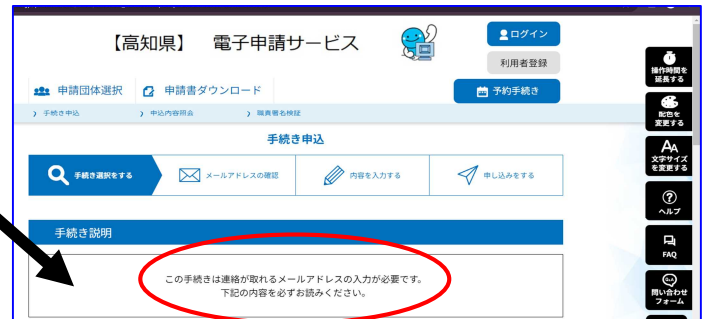 【高知県】 電子申請サービス
ログイン
利用者登録
申請団体選択
申請書ダウンロード
予約手続き
手続き申込
申込内容照会
職員署名検証
手続き申込
手続き選択をする
メールアドレスの確認
内容を入力する
申し込みをする
手続き説明
この手続きは連絡が取れるメールアドレスの入力が必要です。
下記の内容を必ずお読みください。
操作時間を
延長する
配色を
変更する
AA
文字サイズ
を変更する
?
ヘルプ
FAQ
Q&A
問い合わせ
フォーム